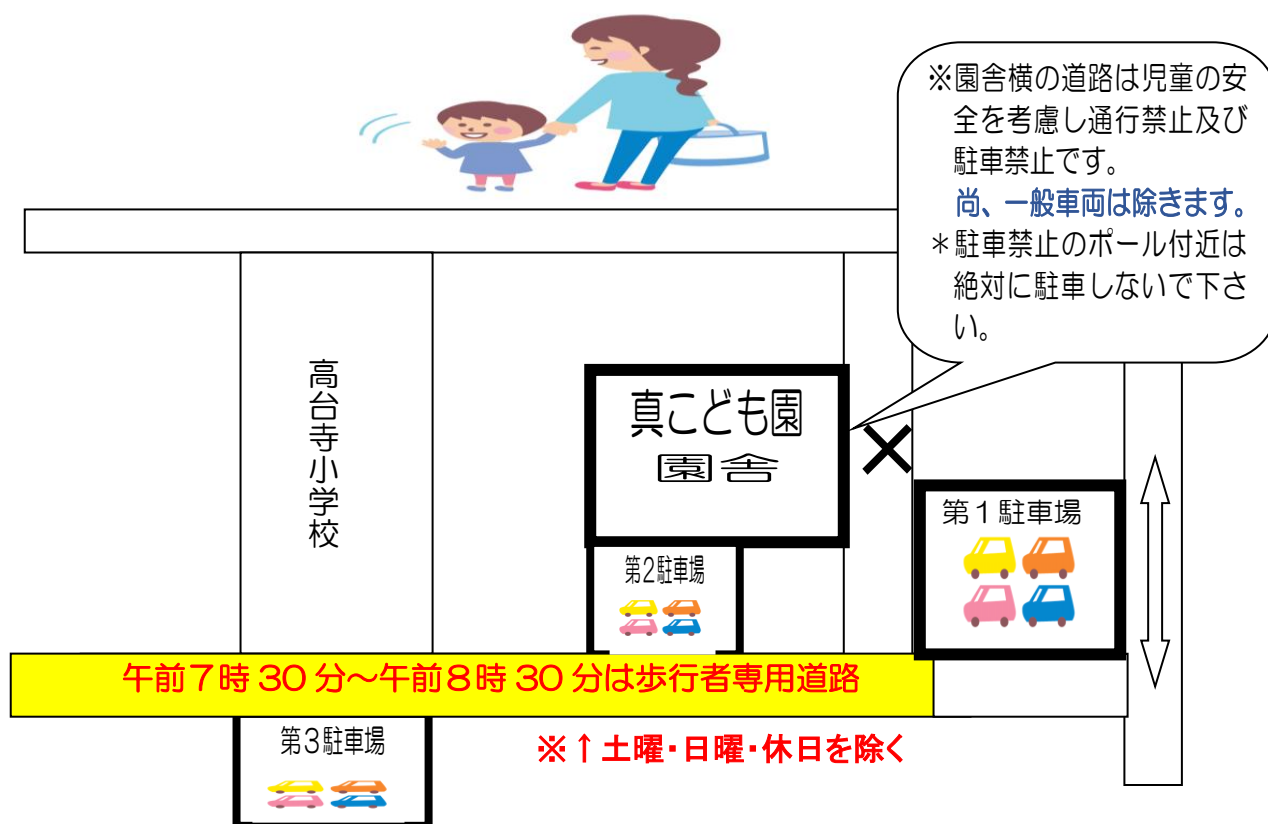 ※園舎横の道路は児童の安
全を考慮し通行禁止及び
駐車禁止です。
尚、一般車両は除きます。
＊駐車禁止のポール付近は
絶対に駐車しないで下さ
い。
高台寺小学校
真こども園
園舎
×
第１駐車場
第2駐車場
午前７時 30 分～午前８時 30 分は歩行者専用道路
第3駐車場
※↑土曜・日曜・休日を除く